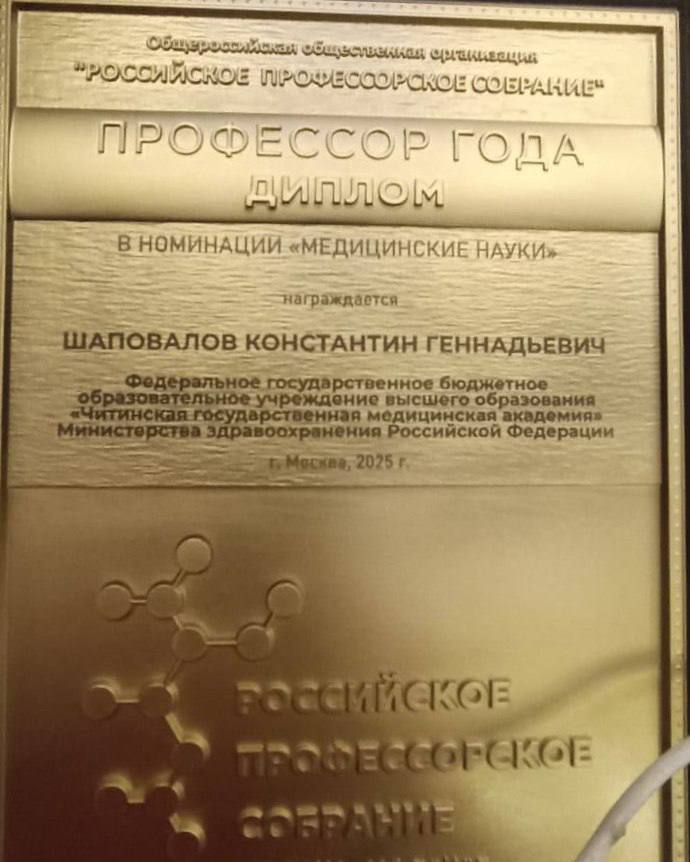 Общероссийская общественная организация
"РОССИЙСКОЕ ПРОФЕССОРСКОЕ СОБРАНИЕ"
ПРОФЕССОР ГОДА
ДИПЛОМ
В НОМИНАЦИИ «МЕДИЦИНСКИЕ НАУКИ»
награждается
ШАПОВАЛОВ КОНСТАНТИН ГЕННАДЬЕВИЧ
Федеральное государственное бюджетное
образовательное учреждение высшего образования
«Читинская государственная медицинская академия»
Министерства здравоохранения Российской Федерации
г. Москва, 2025 г.
РОССИЙСКОЕ
ПРОФЕССОРСКОЕ
СОБРАНИЕ